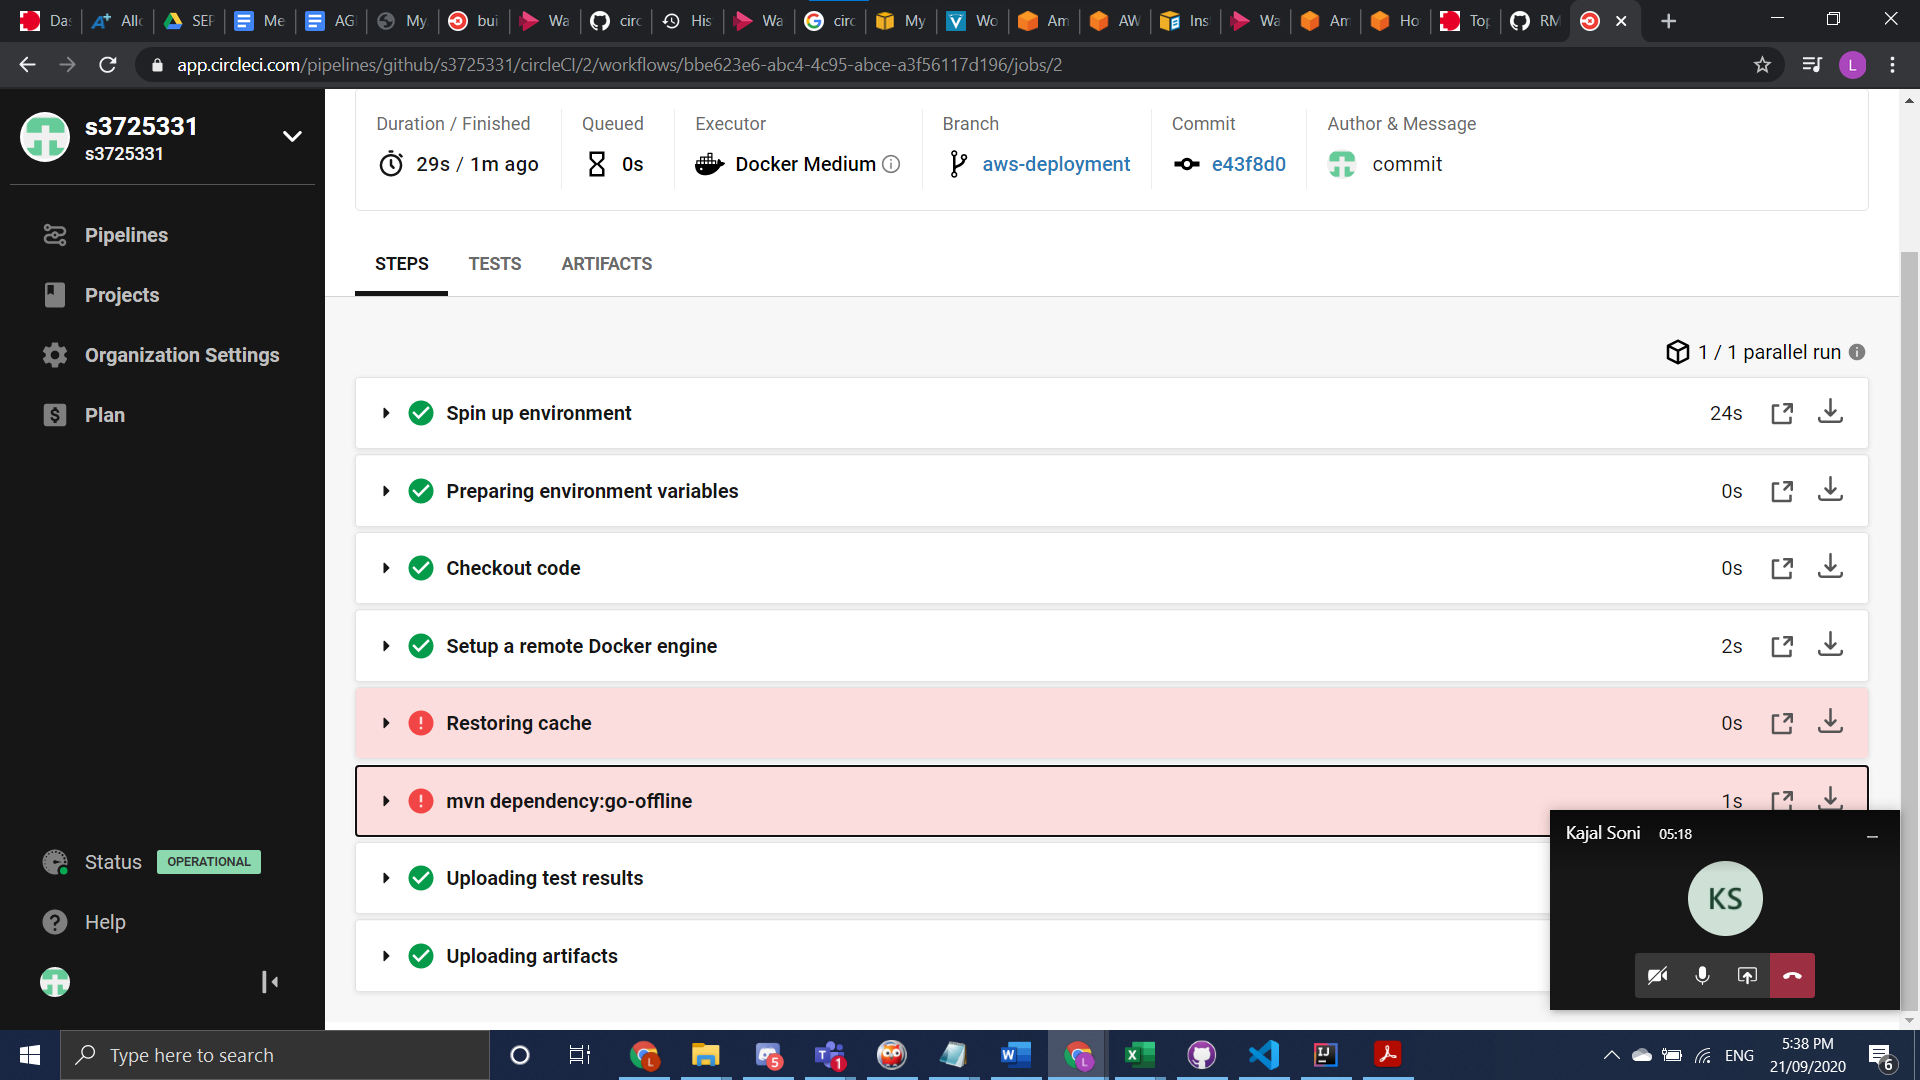 Da
Allo
SEP
Me
AG
My
bui
Wa
circ
His
Wa
circ
My
Wo
Am
AW
Ins
Wa
Am
Ho
Top
RM
app.circleci.com/pipelines/github/s3725331/circleCI/2/workflows/bbe623e6-abc4-4c95-abce-a3f56117d196/jobs/2
L
s3725331
s3725331
Pipelines
Projects
Organization Settings
Plan
Status OPERATIONAL
Help
Duration / Finished
29s / 1m ago
Queued
0s
Executor
Docker Medium
Branch
aws-deployment
Commit
e43f8d0
Author & Message
commit
STEPS TESTS ARTIFACTS
1 / 1 parallel run
Spin up environment 24s
Preparing environment variables 0s
Checkout code 0s
Setup a remote Docker engine 2s
Restoring cache 0s
mvn dependency:go-offline 1s
Uploading test results
Uploading artifacts
Kajal Soni 05:18
KS
Type here to search
L
5
1
L
ENG
5:38 PM
21/09/2020
6